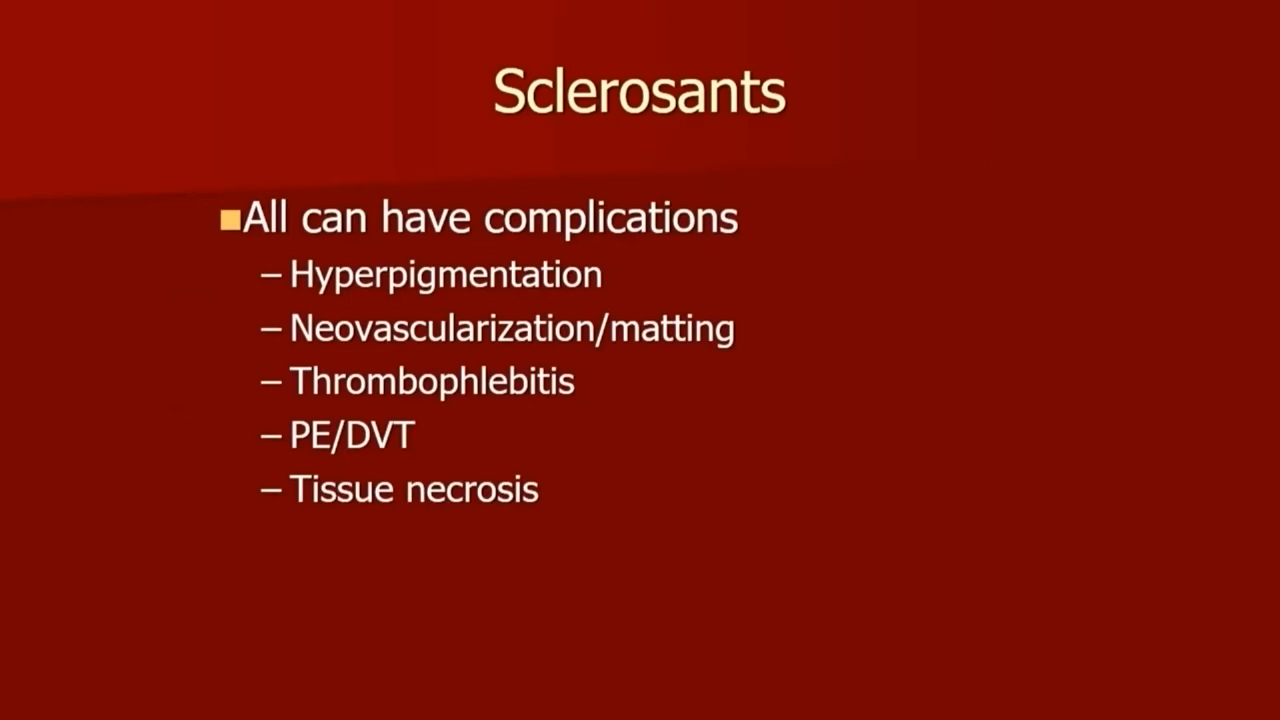 Sclerosants
■All can have complications
– Hyperpigmentation
– Neovascularization/matting
– Thrombophlebitis
– PE/DVT
– Tissue necrosis